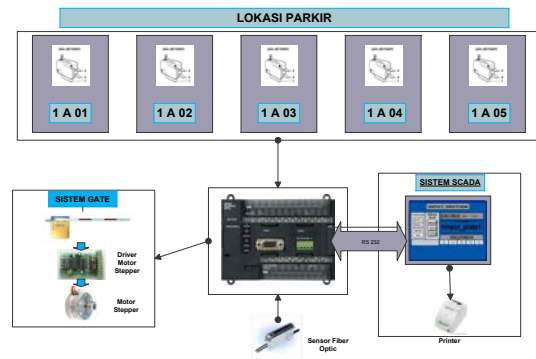 LOKASI PARKIR
1 A 01
1 A 02
1 A 03
1 A 04
1 A 05
SISTEM GATE
SISTEM SCADA
RS 232
Driver
Motor
Stepper
Motor
Stepper
Sensor Fiber
Optic
Printer